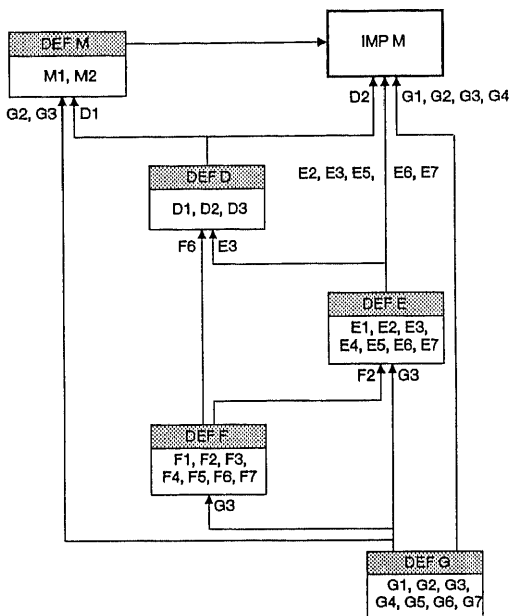 DEF M
IMP M
M1, M2
G2, G3
D1
D2
G1, G2, G3, G4
DEF D
E2, E3, E5,
E6, E7
D1, D2, D3
F6
E3
DEF E
E1, E2, E3,
E4, E5, E6, E7
F2
G3
DEF F
F1, F2, F3,
F4, F5, F6, F7
G3
DEF G
G1, G2, G3,
G4, G5, G6, G7